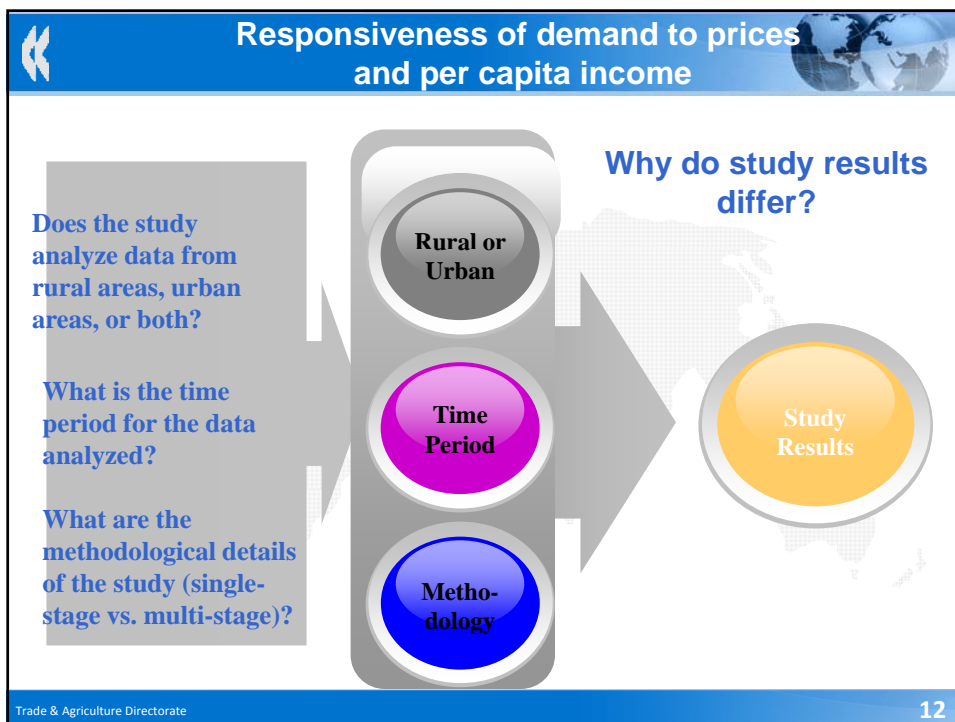 Responsiveness of demand to prices
and per capita income
Why do study results
differ?
Does the study
analyze data from
rural areas, urban
areas, or both?
What is the time
period for the data
analyzed?
What are the
methodological details
of the study (single-
stage vs. multi-stage)?
Rural or
Urban
Time
Period
Metho-
dology
Study
Results
Trade & Agriculture Directorate
12